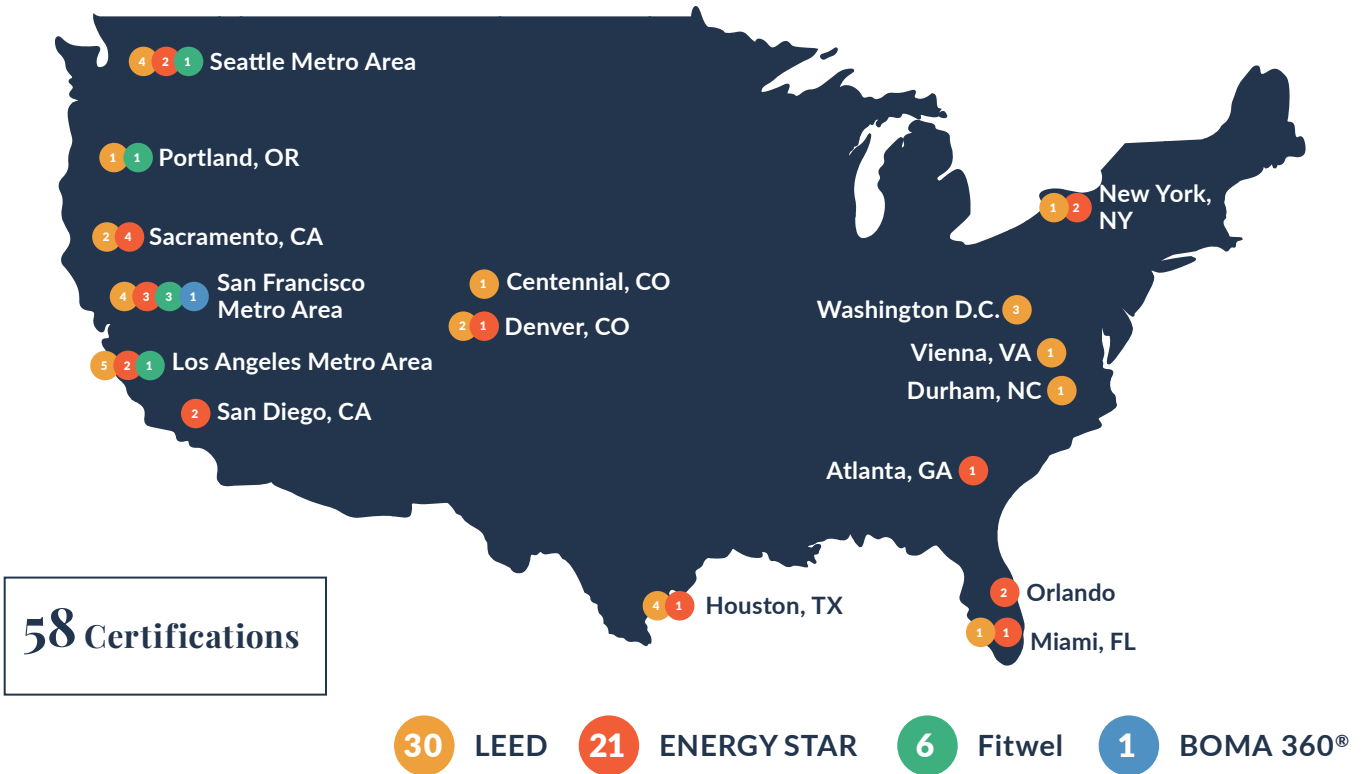 4 2 1 Seattle Metro Area
1 1 Portland, OR
2 4 Sacramento, CA
4 3 3 1 San Francisco
Metro Area
5 2 1 Los Angeles Metro Area
2 San Diego, CA
1 Centennial, CO
2 1 Denver, CO
1 2 New York,
NY
Washington D.C. 3
Vienna, VA 1
Durham, NC 1
Atlanta, GA 1
4 1 Houston, TX
2 Orlando
1 1 Miami, FL
58 Certifications
30 LEED 21 ENERGY STAR 6 Fitwel 1 BOMA 360®